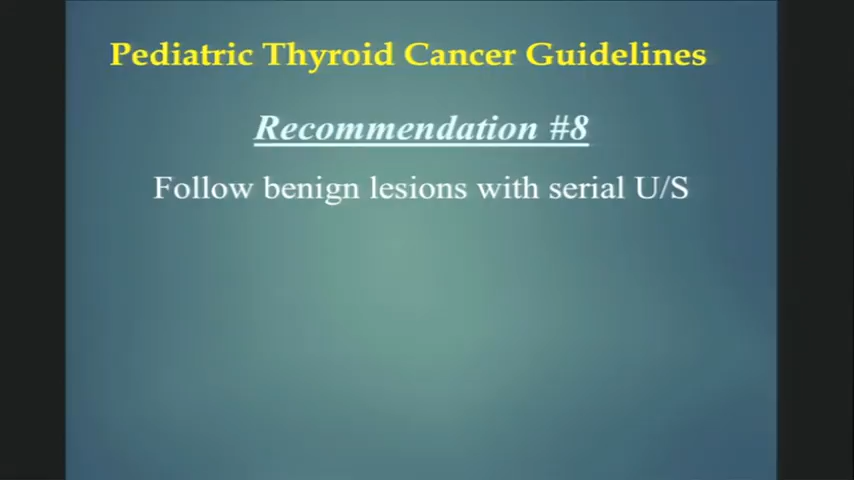 Pediatric Thyroid Cancer Guidelines
Recommendation #8
Follow benign lesions with serial U/S